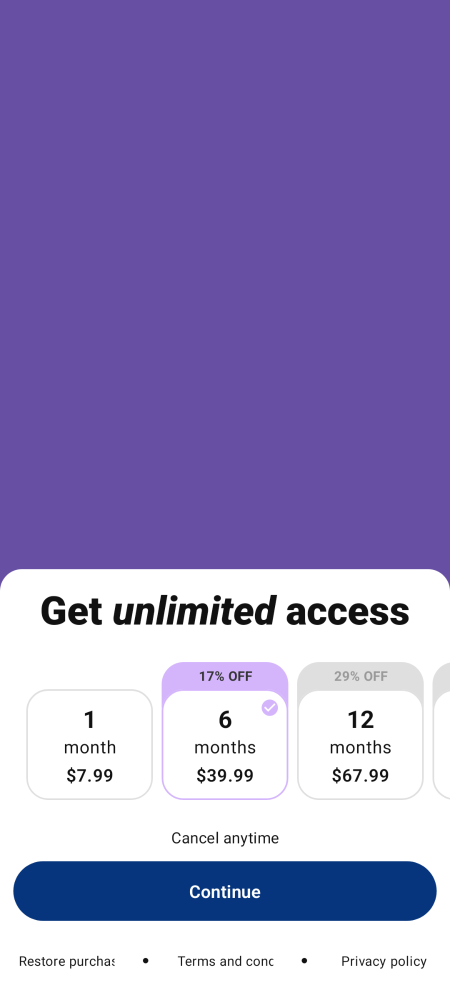 Get unlimited access
17% OFF
29% OFF
1
month
$7.99
6
months
$39.99
12
months
$67.99
Cancel anytime
Continue
Restore purchas
Terms and conc
Privacy policy